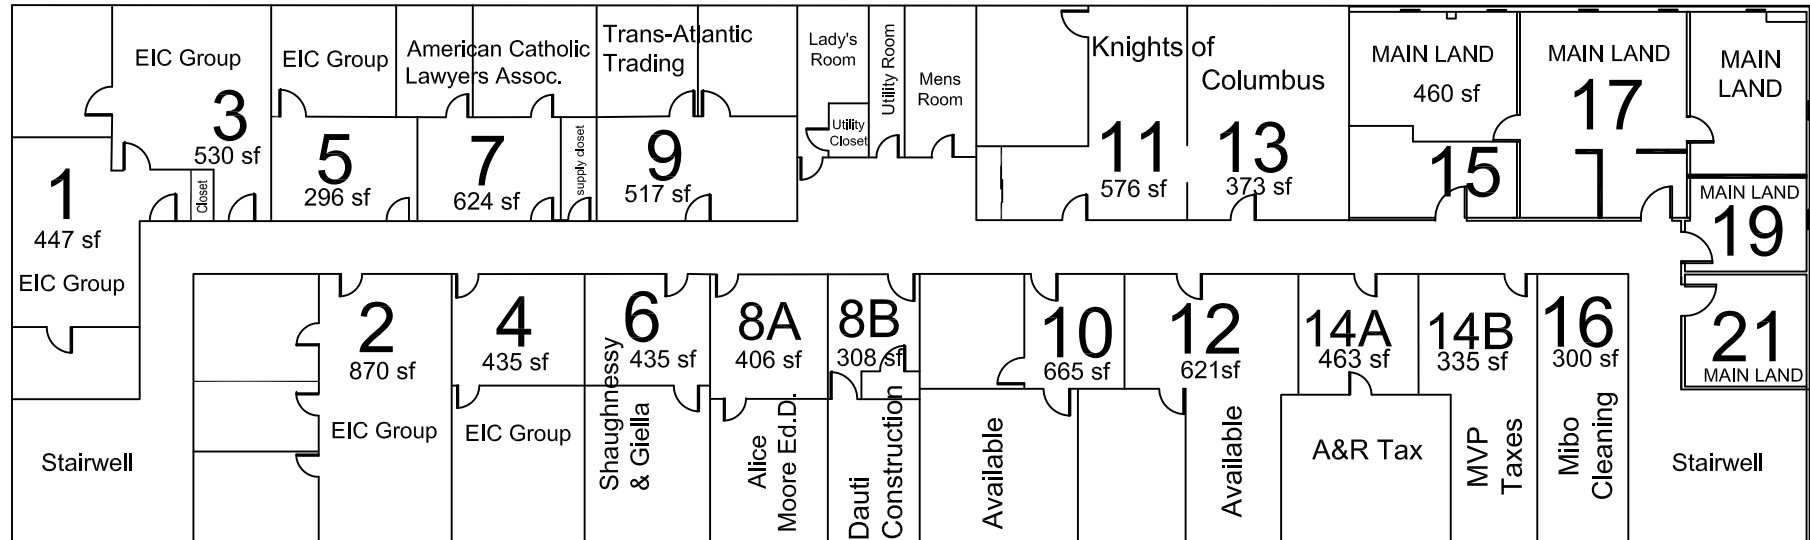 EIC Group
3
530 sf
EIC Group
5
296 sf
American Catholic
Lawyers Assoc.
7
624 sf
supply closet
Trans-Atlantic
Trading
9
517 sf
Lady's
Room
Utility
Closet
Utility Room
Mens
Room
Knights of
Columbus
11
576 sf
13
373 sf
MAIN LAND
460 sf
15
MAIN LAND
17
MAIN
LAND
MAIN LAND
19
21
MAIN LAND
1
447 sf
EIC Group
Closet
Stairwell
2
870 sf
EIC Group
4
435 sf
EIC Group
6
435 sf
Shaughnessy
& Giella
8A
406 sf
Alice
Moore Ed.D.
8B
308 sf
Dauti
Construction
10
665 sf
Available
12
621sf
Available
14A
463 sf
A&R Tax
14B
335 sf
MVP
Taxes
16
300 sf
Mibo
Cleaning
Stairwell